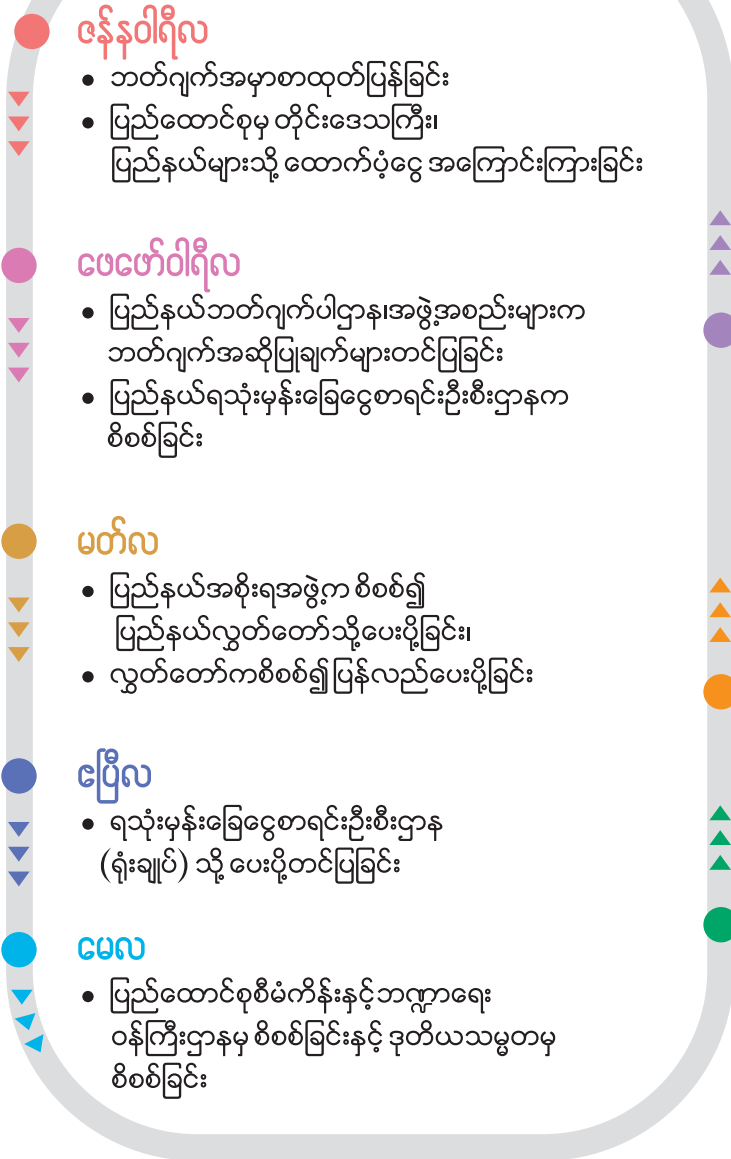 ဇန်နဝါရီလ
• ဘတ်ဂျက်အမှာစာထုတ်ပြန်ခြင်း
• ပြည်ထောင်စုမှ တိုင်းဒေသကြီး၊
ပြည်နယ်များသို့ ထောက်ပံ့ငွေ အကြောင်းကြားခြင်း
ဖေဖော်ဝါရီလ
• ပြည်နယ်ဘတ်ဂျက်ပါဌာန၊အဖွဲ့အစည်းများက
ဘတ်ဂျက်အဆိုပြုချက်များတင်ပြခြင်း
• ပြည်နယ်ရသုံးမှန်းခြေငွေစာရင်းဦးစီးဌာနက
စိစစ်ခြင်း
မတ်လ
• ပြည်နယ်အစိုးရအဖွဲ့က စိစစ်၍
ပြည်နယ်လွှတ်တော်သို့ပေးပို့ခြင်း၊
• လွှတ်တော်ကစိစစ်၍ပြန်လည်ပေးပို့ခြင်း
ဧပြီလ
• ရသုံးမှန်းခြေငွေစာရင်းဦးစီးဌာန
(ရုံးချုပ်) သို့ ပေးပို့တင်ပြခြင်း
မေလ
• ပြည်ထောင်စုစီမံကိန်းနှင့်ဘဏ္ဍာရေး
ဝန်ကြီးဌာနမှ စိစစ်ခြင်းနှင့် ဒုတိယသမ္မတမှ
စိစစ်ခြင်း